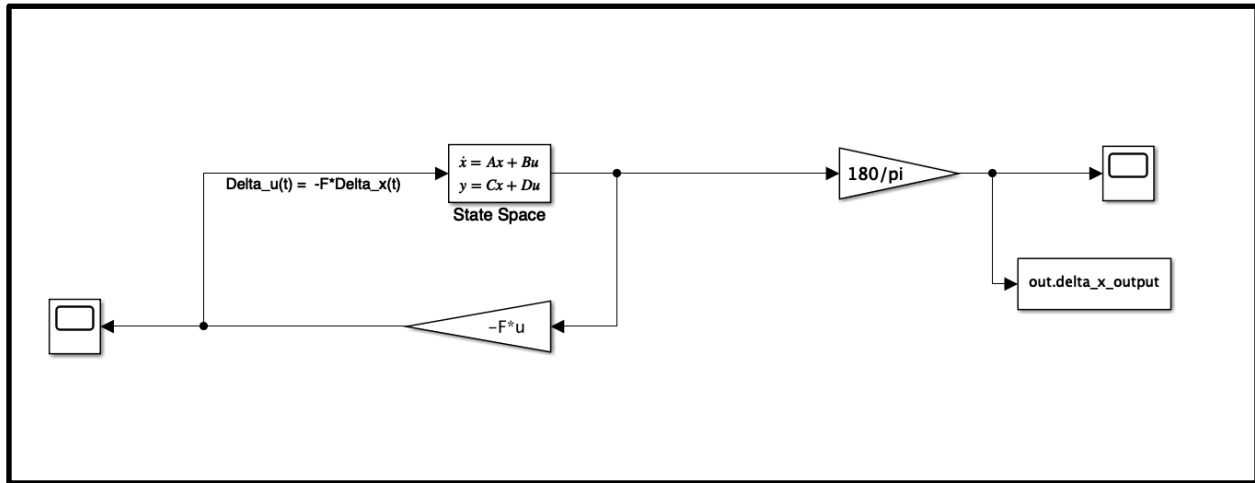 ẋ = Ax + Bu
y = Cx + Du
State Space
Delta_u(t) = -F*Delta_x(t)
180/pi
out.delta_x_output
-F*u